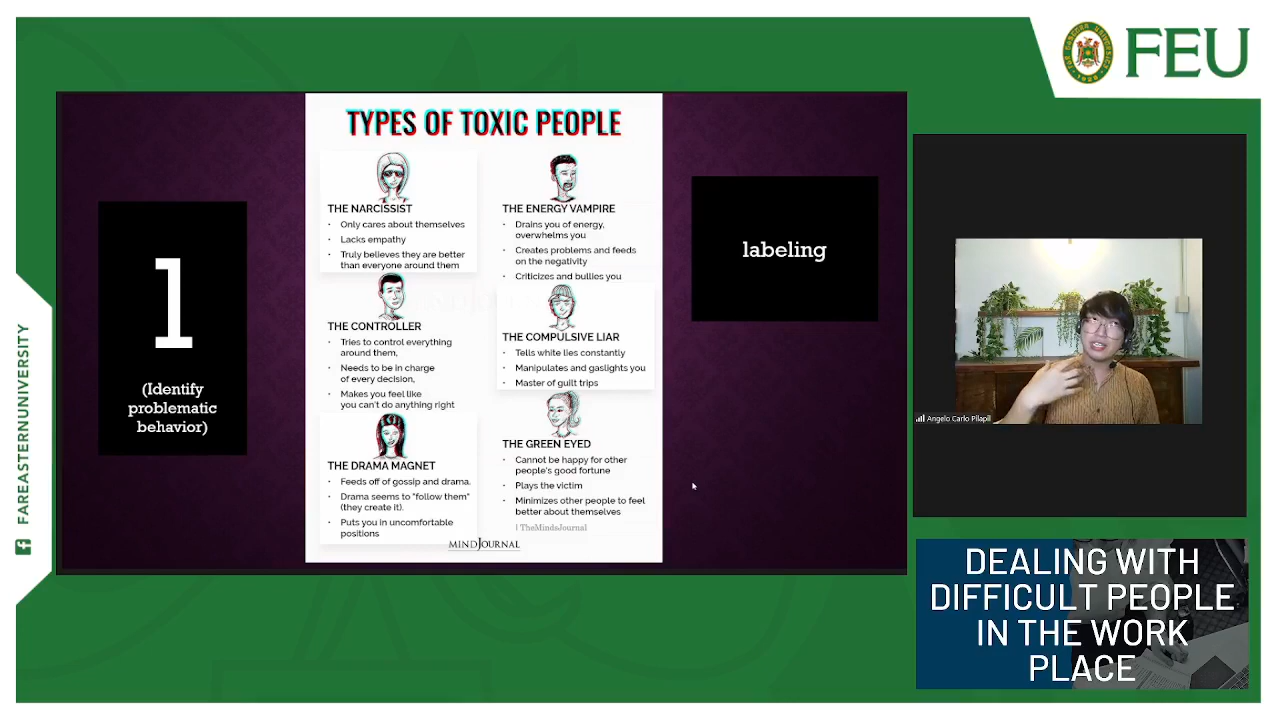 FEU
FAREASTERNUNIVERSITY
1
(Identify
problematic
behavior)
TYPES OF TOXIC PEOPLE
THE NARCISSIST
· Only cares about themselves
· Lacks empathy
· Truly believes they are better
than everyone around them
THE CONTROLLER
· Tries to control everything
around them,
· Needs to be in charge
of every decision,
· Makes you feel like
you can't do anything right
THE DRAMA MAGNET
· Feeds off of gossip and drama.
· Drama seems to "follow them"
(they create it).
· Puts you in uncomfortable
positions
THE ENERGY VAMPIRE
· Drains you of energy,
overwhelms you
· Creates problems and feeds
on the negativity
· Criticizes and bullies you
THE COMPULSIVE LIAR
· Tells white lies constantly
· Manipulates and gaslights you
· Master of guilt trips
THE GREEN EYED
· Cannot be happy for other
people's good fortune
· Plays the victim
· Minimizes other people to feel
better about themselves
| TheMindsJournal
MINDJOURNAL
labeling
Angelo Carlo Pilapil
DEALING WITH
DIFFICULT PEOPLE
IN THE WORK
PLACE